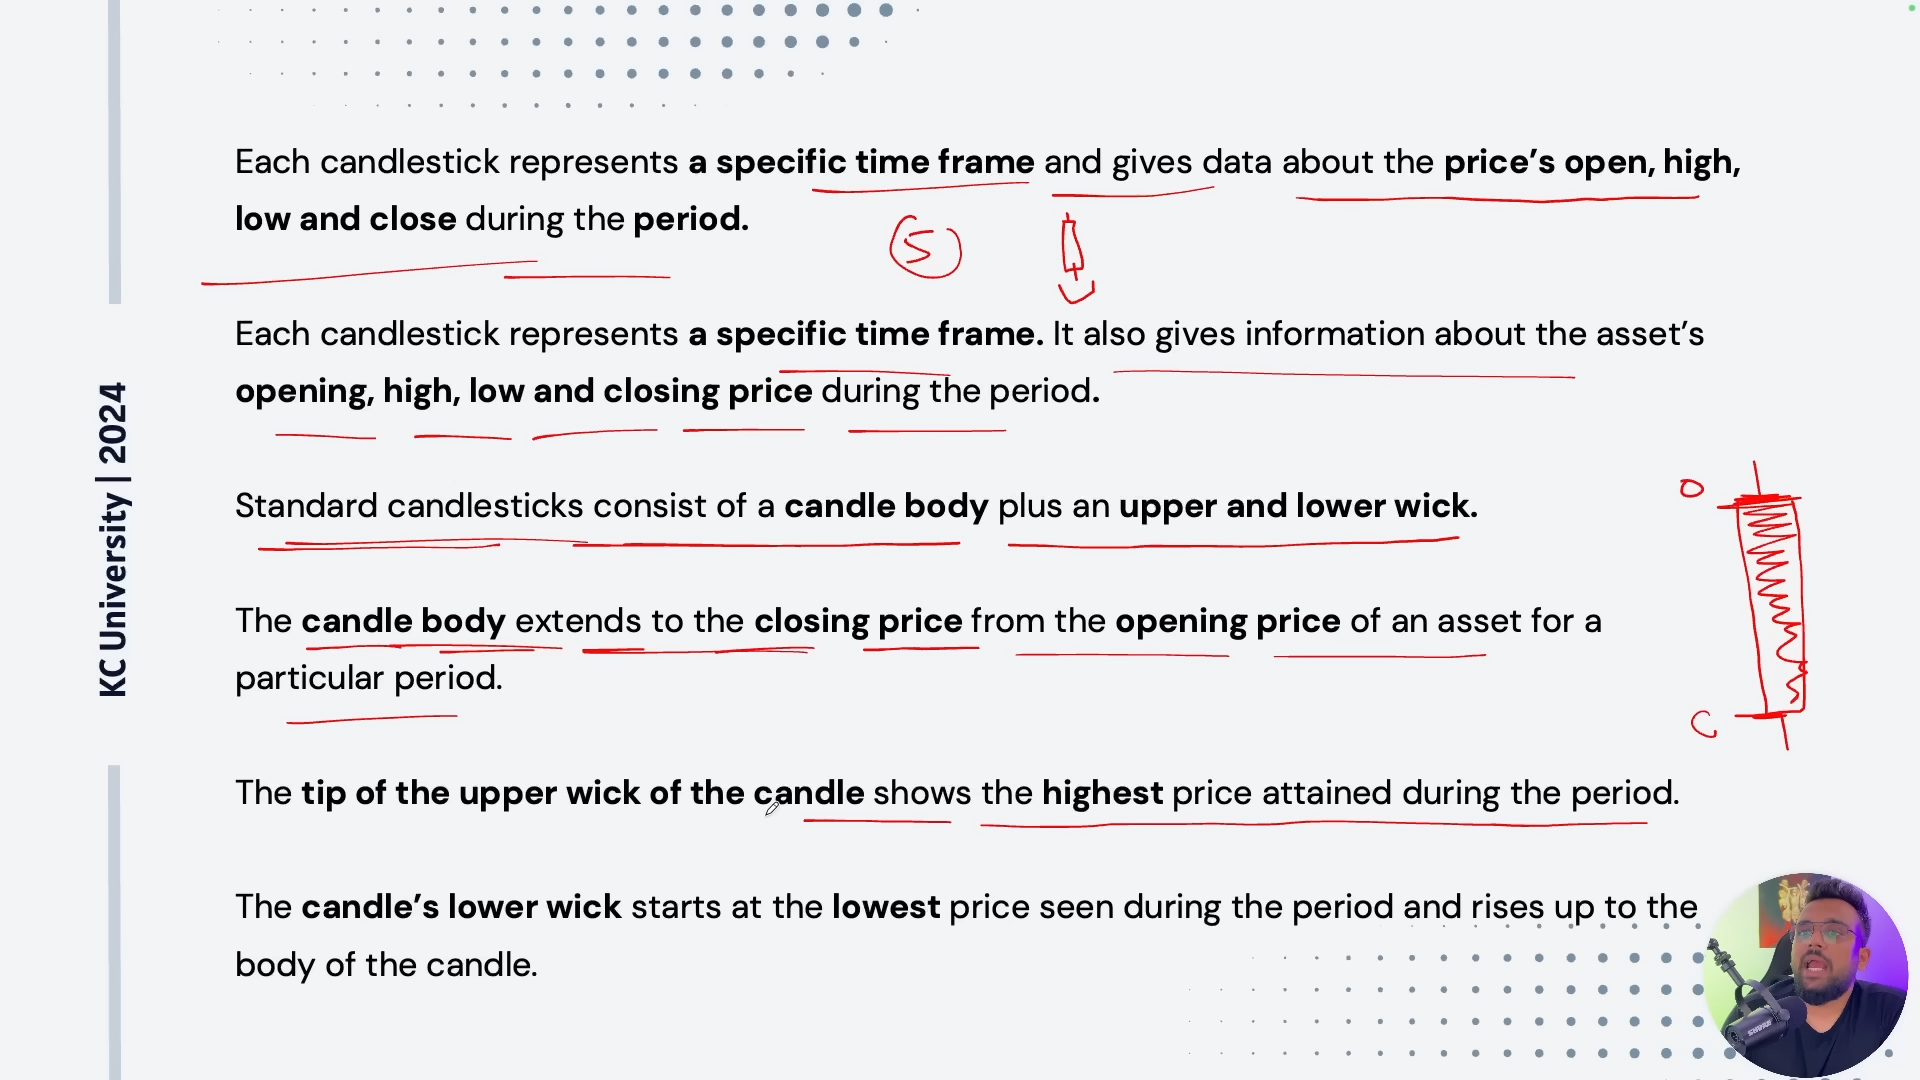 Each candlestick represents a specific time frame and gives data about the price’s open, high,
low and close during the period.
5
Each candlestick represents a specific time frame. It also gives information about the asset’s
opening, high, low and closing price during the period.
Standard candlesticks consist of a candle body plus an upper and lower wick.
O
The candle body extends to the closing price from the opening price of an asset for a
particular period.
C
The tip of the upper wick of the candle shows the highest price attained during the period.
The candle’s lower wick starts at the lowest price seen during the period and rises up to the
body of the candle.
KC University | 2024
SHURE